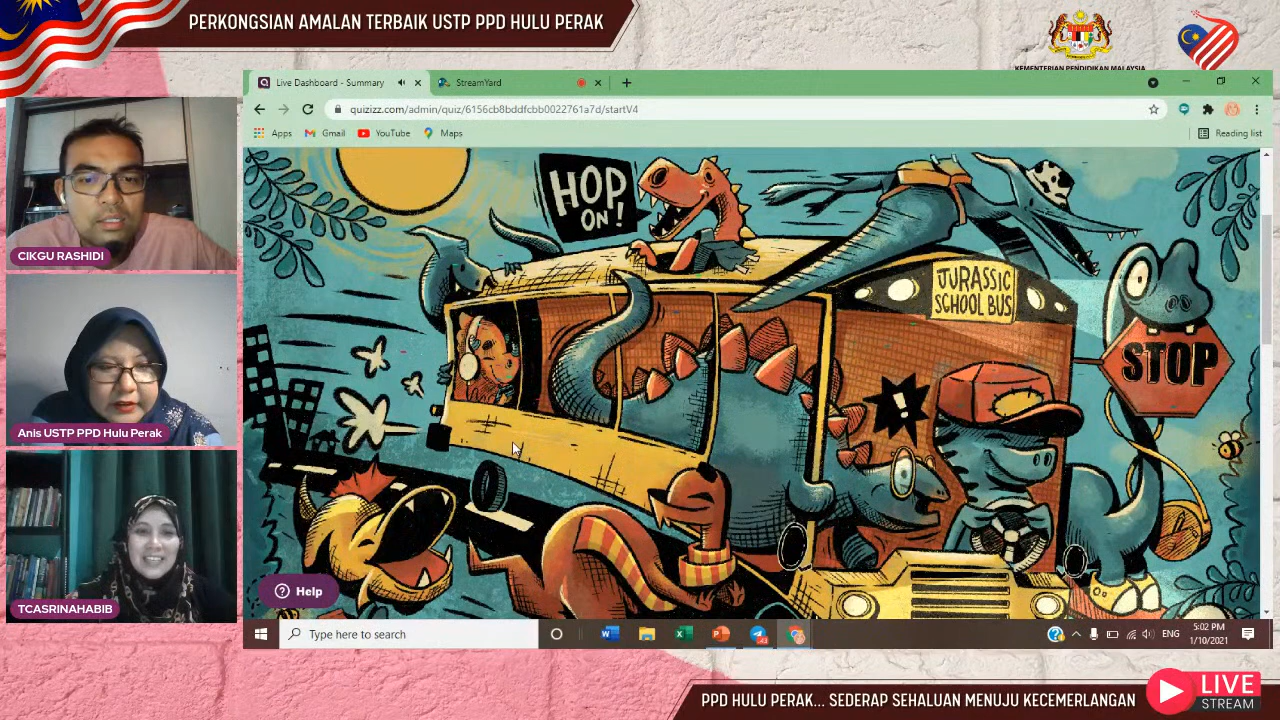 PERKONGSIAN AMALAN TERBAIK USTP PPD HULU PERAK
KEMENTERIAN PENDIDIKAN MALAYSIA
Live Dashboard - Summary
StreamYard
quizizz.com/admin/quiz/6156cb8bddfcbb0022761a7d/startV4
Apps
Gmail
YouTube
Maps
Reading list
CIKGU RASHIDI
Anis USTP PPD Hulu Perak
TCASRINAHABIB
HOP
ON!
JURASSIC
SCHOOL BUS
STOP
!
Help
Type here to search
ENG
5:02 PM
1/10/2021
PPD HULU PERAK... SEDERAP SEHALUAN MENUJU KECEMERLANGAN
LIVE
STREAM